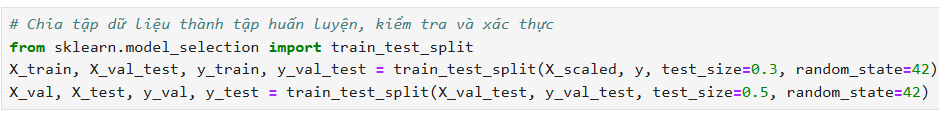 # Chia tập dữ liệu thành tập huấn luyện, kiểm tra và xác thực
from sklearn.model_selection import train_test_split
X_train, X_val_test, y_train, y_val_test = train_test_split(X_scaled, y, test_size=0.3, random_state=42)
X_val, X_test, y_val, y_test = train_test_split(X_val_test, y_val_test, test_size=0.5, random_state=42)